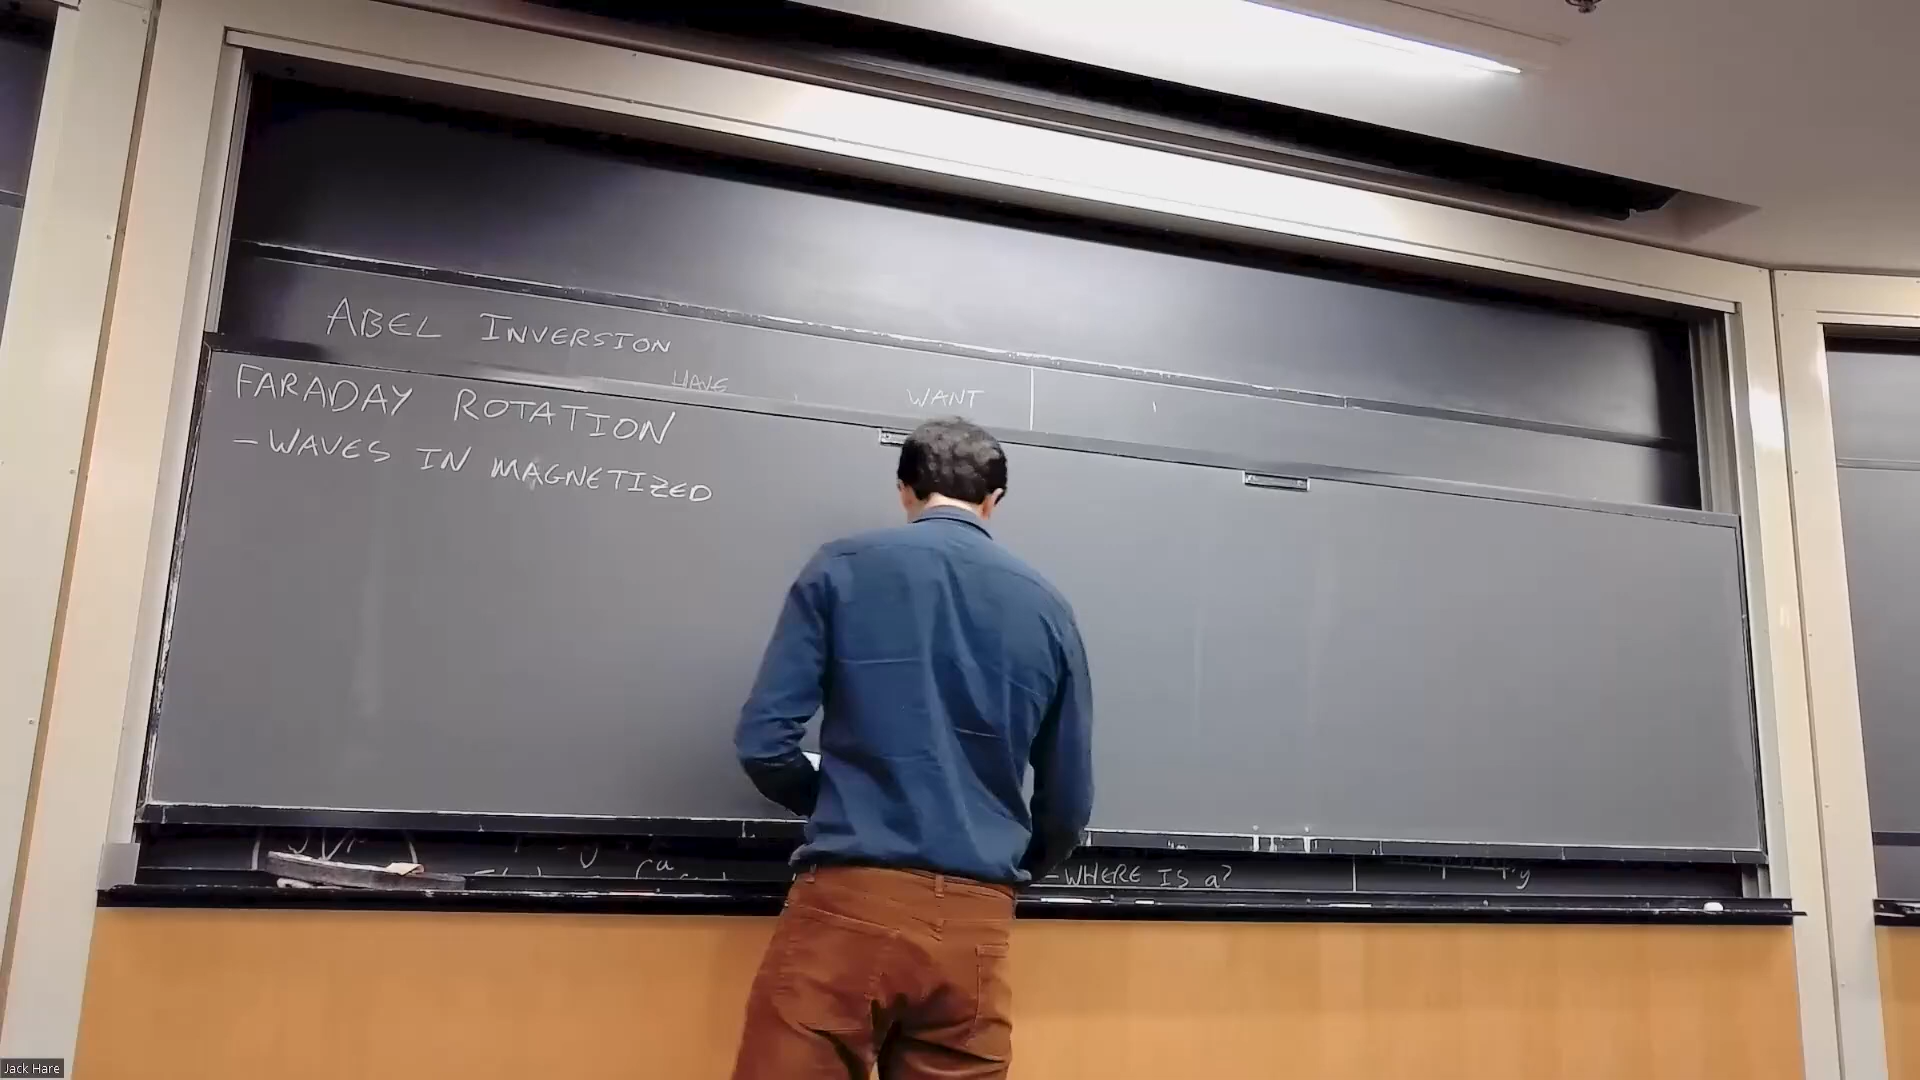 ABEL INVERSION
HAVE
WANT
FARADAY ROTATION
- WAVES IN MAGNETIZED
- WHERE IS a?
y
Jack Hare